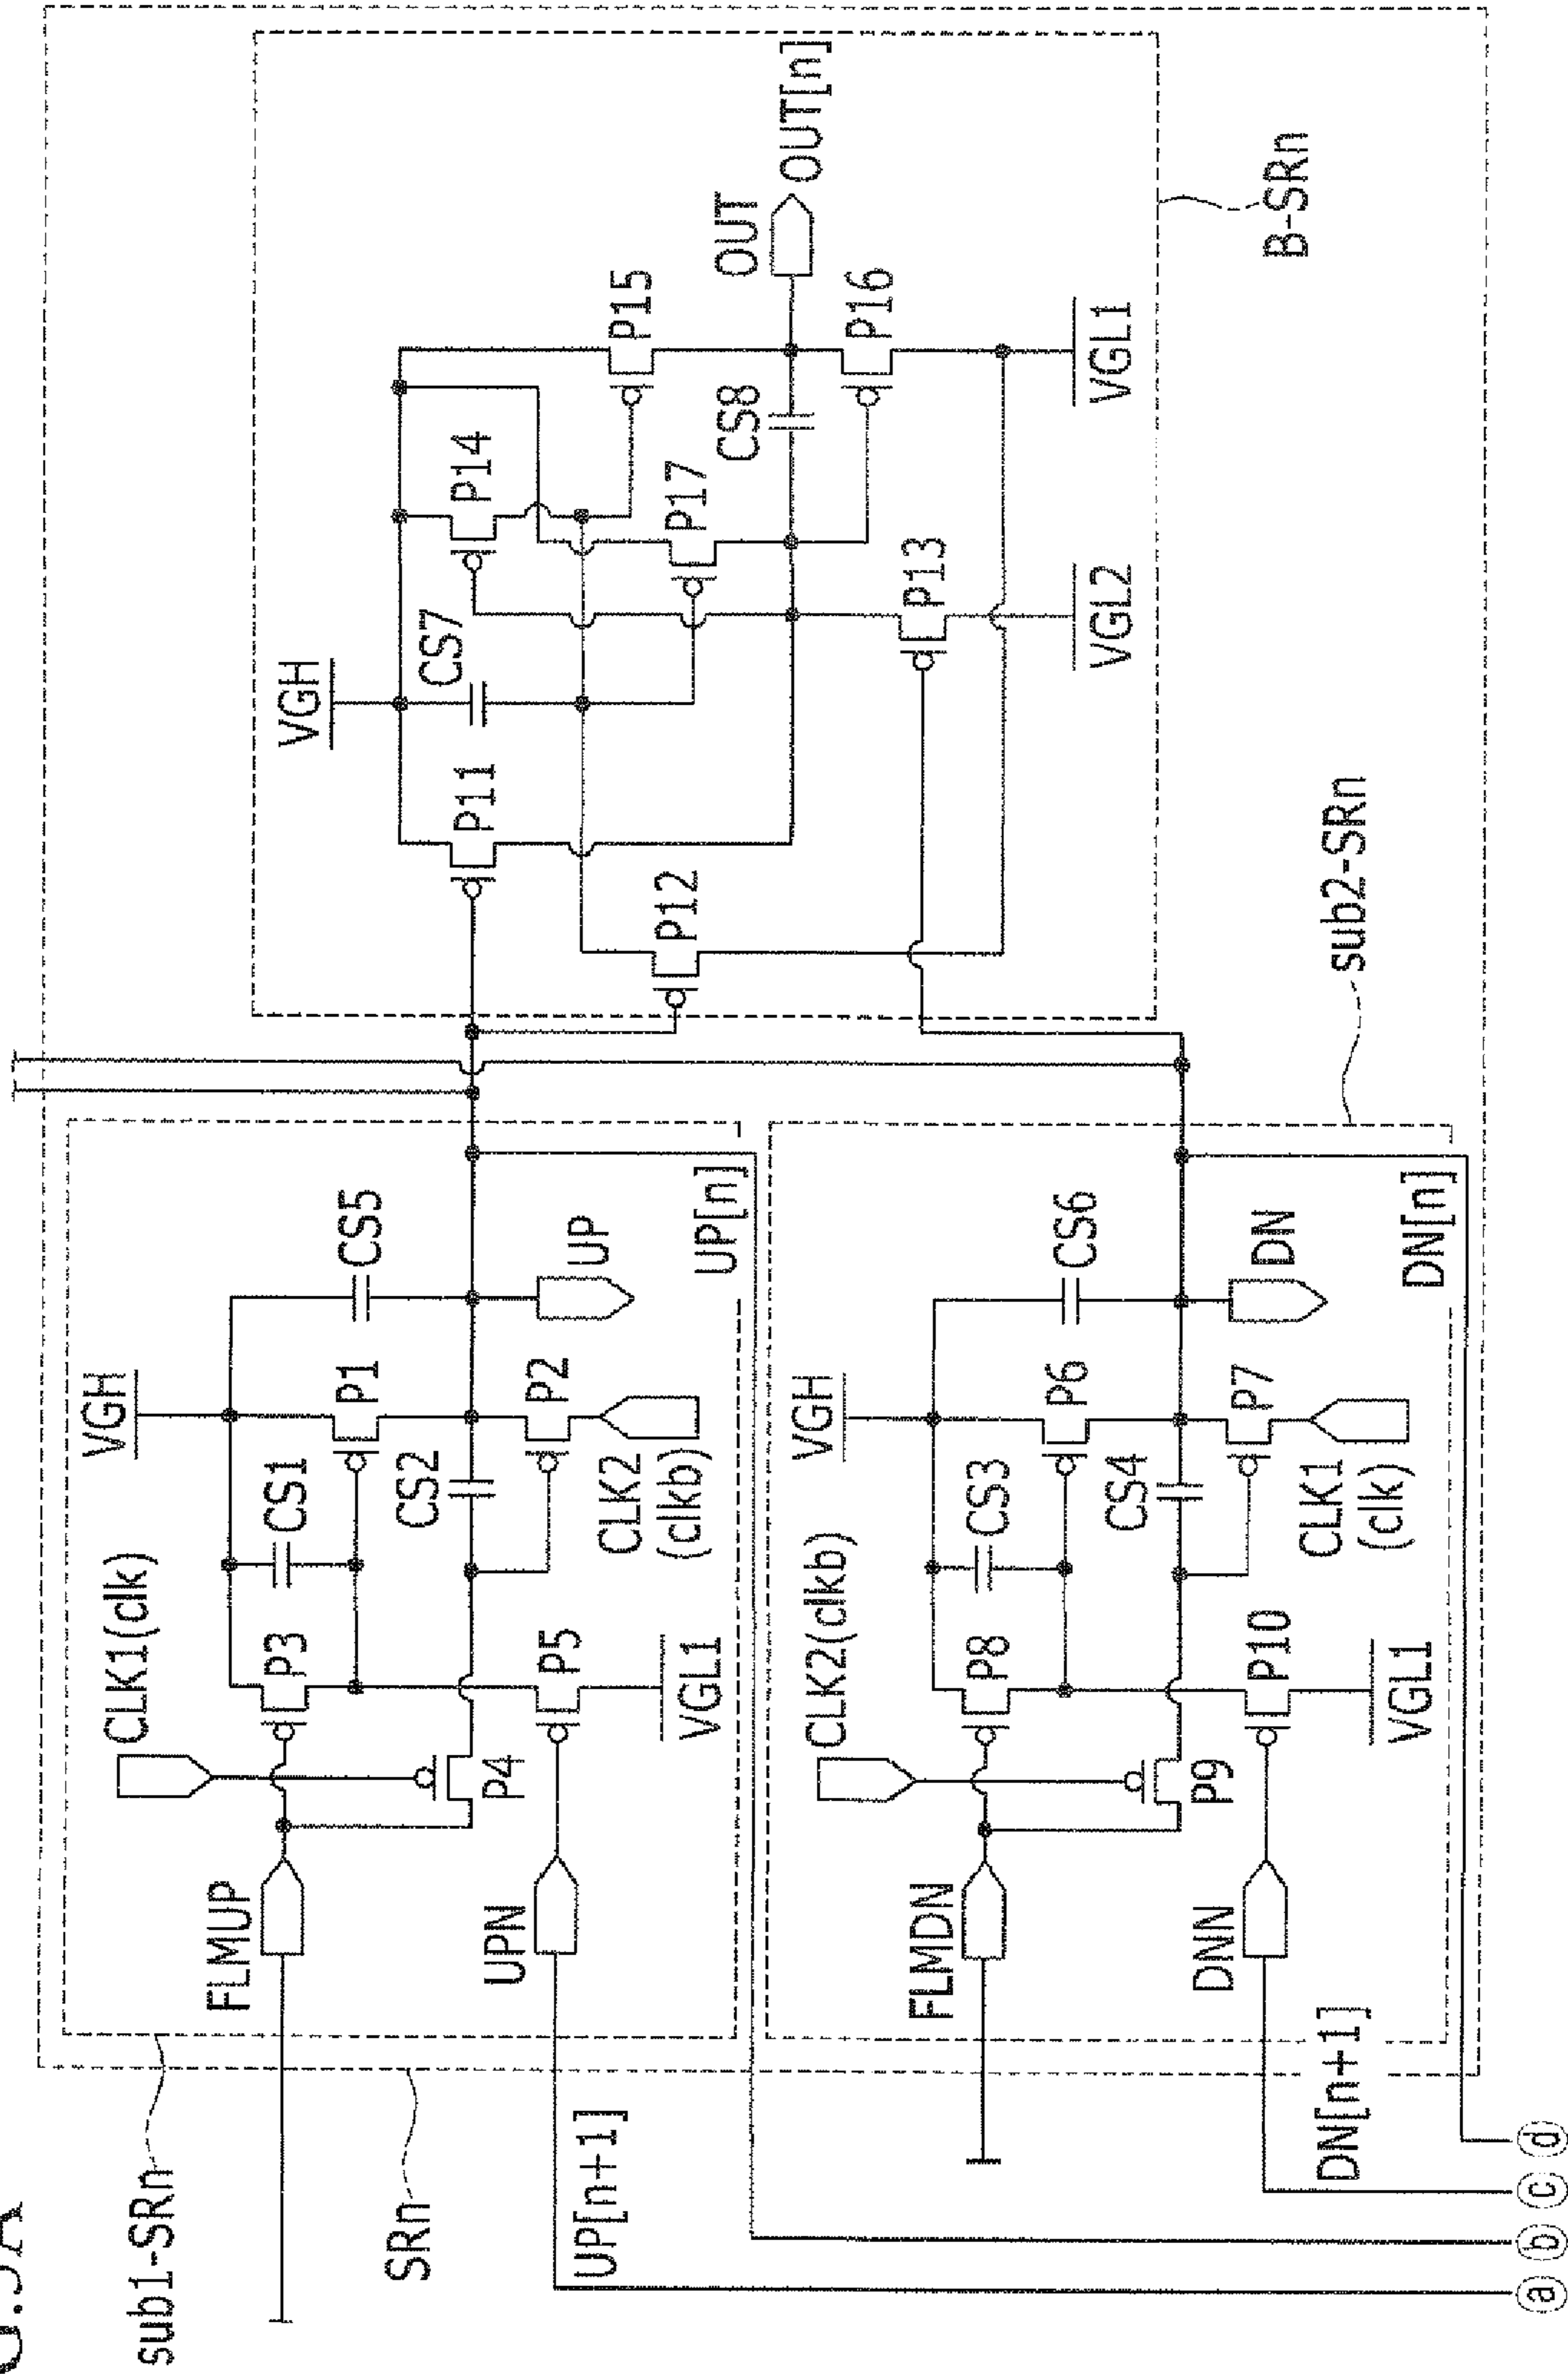 G.5A
sub1-SRn
SRn
FLMUP
CLK1(clk)
VGH
P3
CS1
P1
CS5
P4
CS2
P2
UP
UPN
P5
VGL1
CLK2
(clkb)
UP[n]
UP[n+1]
FLMDN
CLK2(clkb)
VGH
P8
CS3
P6
CS6
P9
CS4
P7
DN
DNN
P10
VGL1
CLK1
(clk)
DN[n]
DN[n+1]
sub2-SRn
VGH
P11
CS7
P14
P12
P17
P15
CS8
OUT
OUT[n]
P13
P16
VGL2
VGL1
B-SRn
a
b
c
d